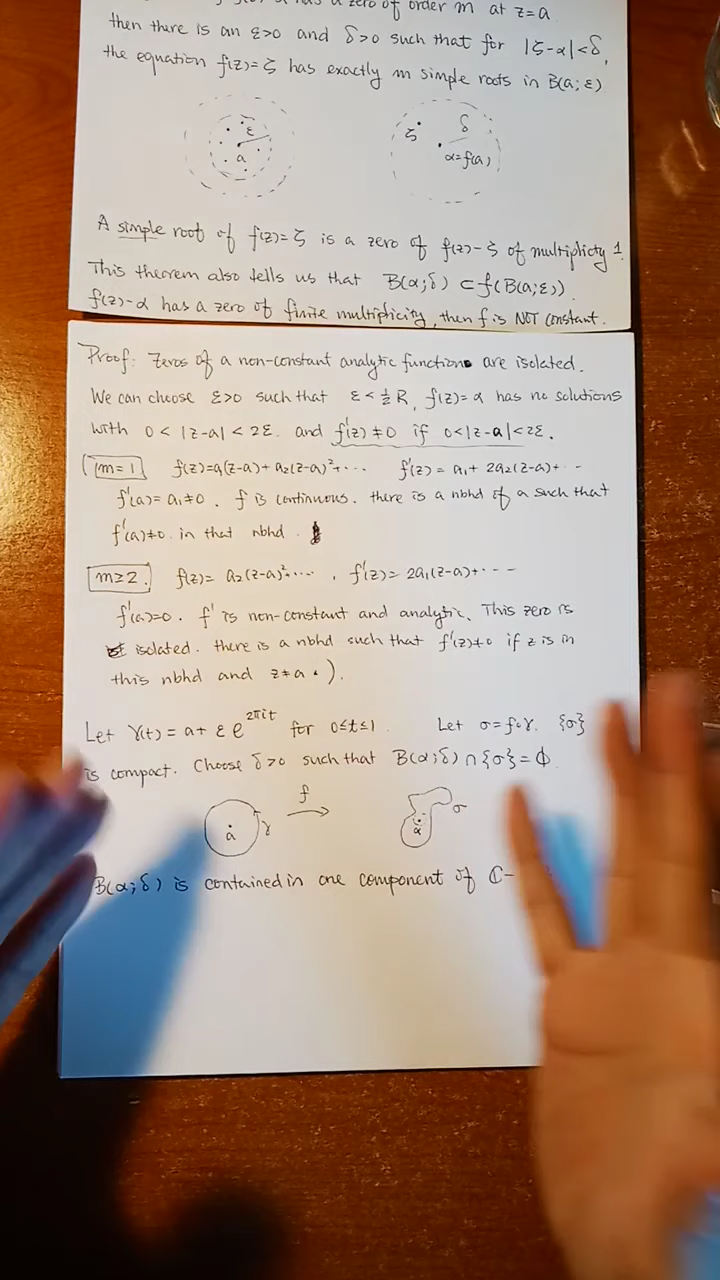 zero of order m at z=a
then there is an ε>0 and δ>0 such that for |ζ-α|<δ,
the equation f(z)=ζ has exactly m simple roots in B(a;ε)
ε
a
ζ
δ
α=f(a)
A simple root of f(z)=ζ is a zero of f(z)-ζ of multiplicty 1.
This theorem also tells us that B(α;δ) ⊂ f(B(a;ε))
f(z)-α has a zero of finite multiplicity, then f is NOT constant.
Proof: Zeros of a non-constant analytic function are isolated.
We can choose ε>0 such that ε<½R, f(z)=α has no solutions
with 0<|z-a|<2ε. and f'(z)≠0 if 0<|z-a|<2ε.
(m=1 f(z)=a₁(z-a)+a₂(z-a)²+··· f'(z)=a₁+2a₂(z-a)+··
f'(a)=a₁≠0. f is continuous. there is a nbhd of a such that
f'(a)≠0 in that nbhd.
m≥2. f(z)=a₂(z-a)²+···, f'(z)=2a₁(z-a)+···
f'(a)=0. f' is non-constant and analytic. This zero is
isolated. there is a nbhd such that f'(z)≠0 if z is in
this nbhd and z≠a.).
Let γ(t)=a+εe^{2πit} for 0≤t≤1. Let σ=f∘γ. {σ}
is compact. Choose δ>0 such that B(α;δ)∩{σ}=Φ.
a
γ
f
α
σ
B(α;δ) is contained in one component of ℂ-